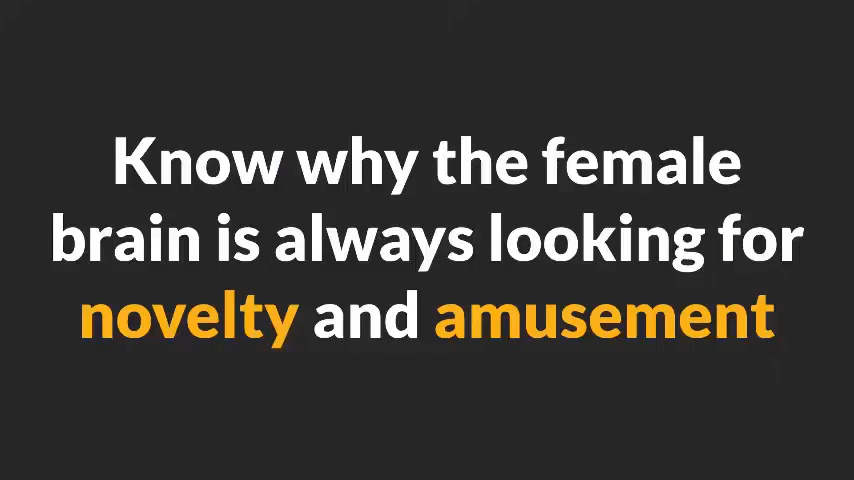 Know why the female
brain is always looking for
novelty and amusement